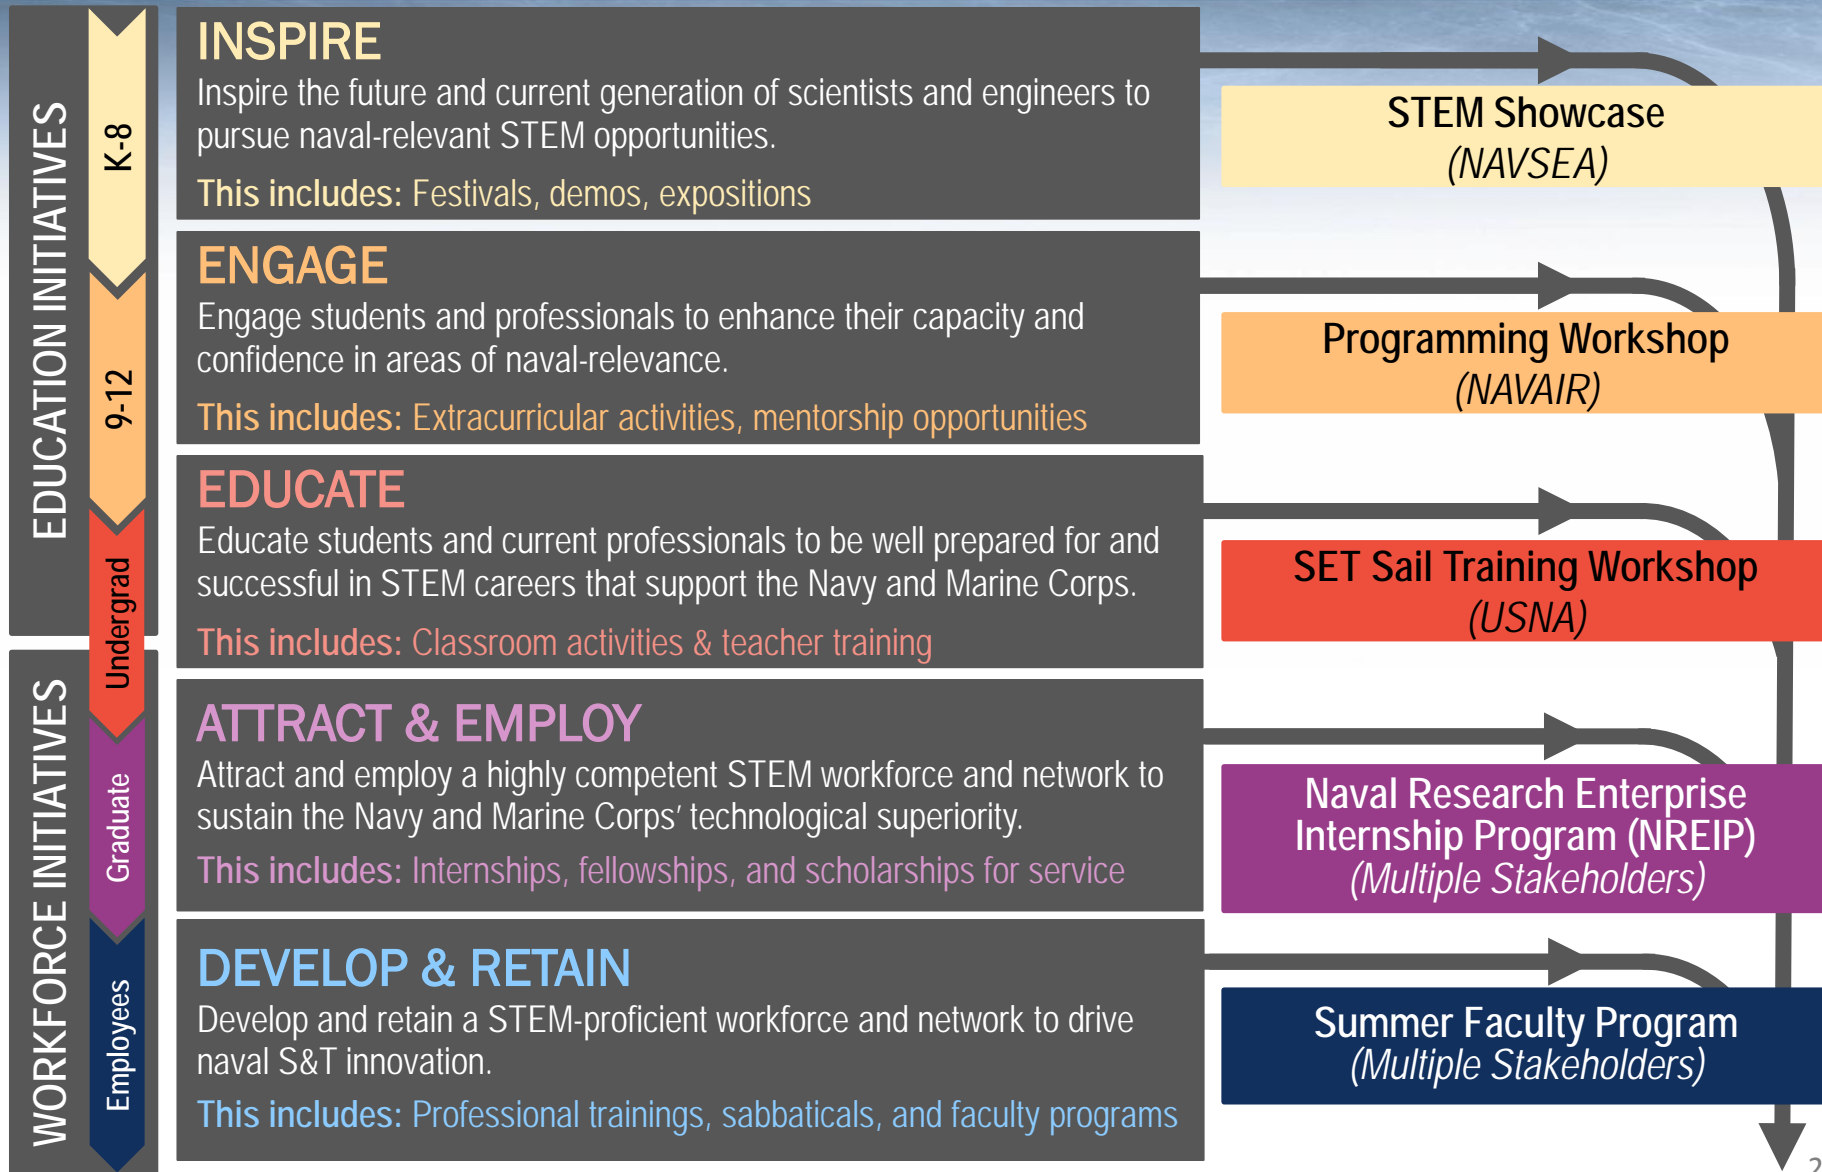 EDUCATION INITIATIVES
K-8
9-12
Undergrad
WORKFORCE INITIATIVES
Graduate
Employees
INSPIRE
Inspire the future and current generation of scientists and engineers to
pursue naval-relevant STEM opportunities.
This includes: Festivals, demos, expositions
STEM Showcase
(NAVSEA)
ENGAGE
Engage students and professionals to enhance their capacity and
confidence in areas of naval-relevance.
This includes: Extracurricular activities, mentorship opportunities
Programming Workshop
(NAVAIR)
EDUCATE
Educate students and current professionals to be well prepared for and
successful in STEM careers that support the Navy and Marine Corps.
This includes: Classroom activities & teacher training
SET Sail Training Workshop
(USNA)
ATTRACT & EMPLOY
Attract and employ a highly competent STEM workforce and network to
sustain the Navy and Marine Corps’ technological superiority.
This includes: Internships, fellowships, and scholarships for service
Naval Research Enterprise
Internship Program (NREIP)
(Multiple Stakeholders)
DEVELOP & RETAIN
Develop and retain a STEM-proficient workforce and network to drive
naval S&T innovation.
This includes: Professional trainings, sabbaticals, and faculty programs
Summer Faculty Program
(Multiple Stakeholders)